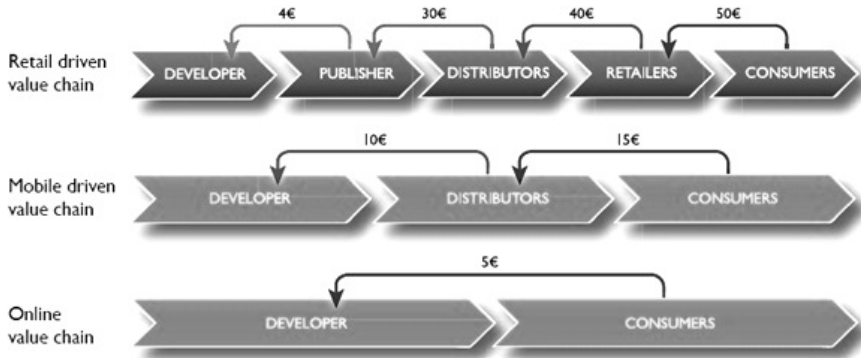 4€ 30€ 40€ 50€
Retail driven
value chain
DEVELOPER PUBLISHER DISTRIBUTORS RETAILERS CONSUMERS
10€ 15€
Mobile driven
value chain
DEVELOPER DISTRIBUTORS CONSUMERS
5€
Online
value chain
DEVELOPER CONSUMERS